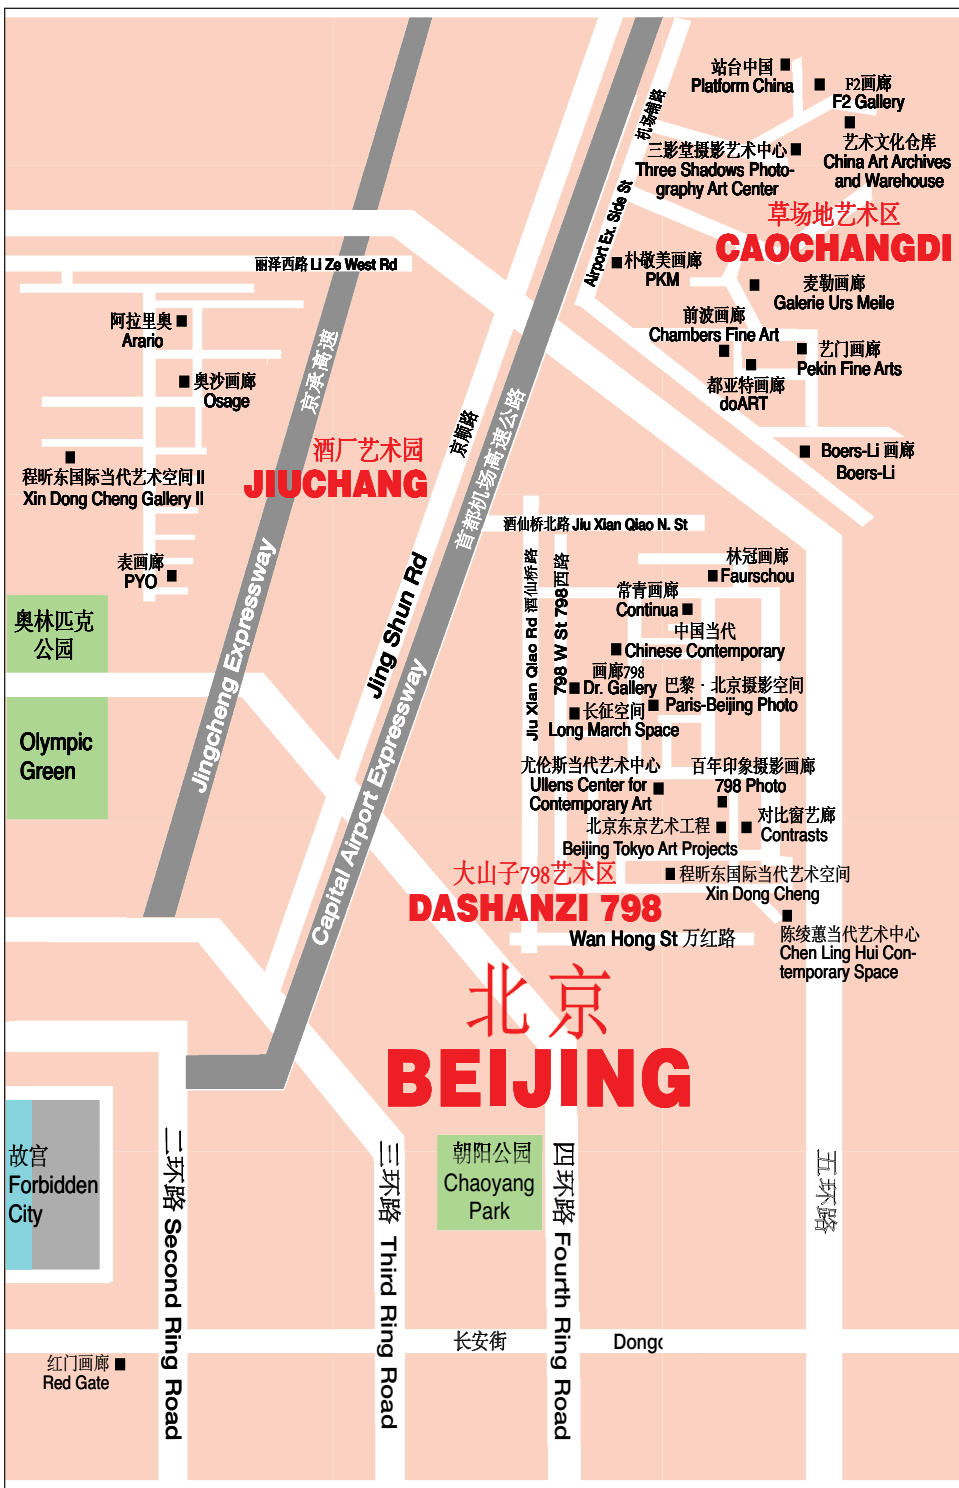 站台中国
Platform China
F2画廊
F2 Gallery
艺术文化仓库
China Art Archives
and Warehouse
三影堂摄影艺术中心
Three Shadows Photo-
graphy Art Center
机场铺路
Airport Ex. Side St
草场地艺术区
CAOCHANGDI
朴敬美画廊
PKM
麦勒画廊
Galerie Urs Meile
前波画廊
Chambers Fine Art
艺门画廊
Pekin Fine Arts
都亚特画廊
doART
Boers-Li 画廊
Boers-Li
丽泽西路 Li Ze West Rd
阿拉里奥
Arario
奥沙画廊
Osage
京承高速
酒厂艺术园
JIUCHANG
程昕东国际当代艺术空间 II
Xin Dong Cheng Gallery II
表画廊
PYO
京顺路
首都机场高速公路
Jingcheng Expressway
Jing Shun Rd
Capital Airport Expressway
奥林匹克
公园
Olympic
Green
酒仙桥北路 Jiu Xian Qiao N. St
Jiu Xian Qiao Rd 酒仙桥路
798 W St 798西路
林冠画廊
Faurschou
常青画廊
Continua
中国当代
Chinese Contemporary
画廊798
Dr. Gallery
巴黎·北京摄影空间
Paris-Beijing Photo
长征空间
Long March Space
尤伦斯当代艺术中心
Ullens Center for
Contemporary Art
百年印象摄影画廊
798 Photo
对比窗艺廊
Contrasts
北京东京艺术工程
Beijing Tokyo Art Projects
大山子798艺术区
DASHANZI 798
程昕东国际当代艺术空间
Xin Dong Cheng
Wan Hong St 万红路
陈绫蕙当代艺术中心
Chen Ling Hui Con-
temporary Space
北京
BEIJING
故宫
Forbidden
City
二环路 Second Ring Road
三环路 Third Ring Road
朝阳公园
Chaoyang
Park
四环路 Fourth Ring Road
五环路
长安街
Dongc
红门画廊
Red Gate